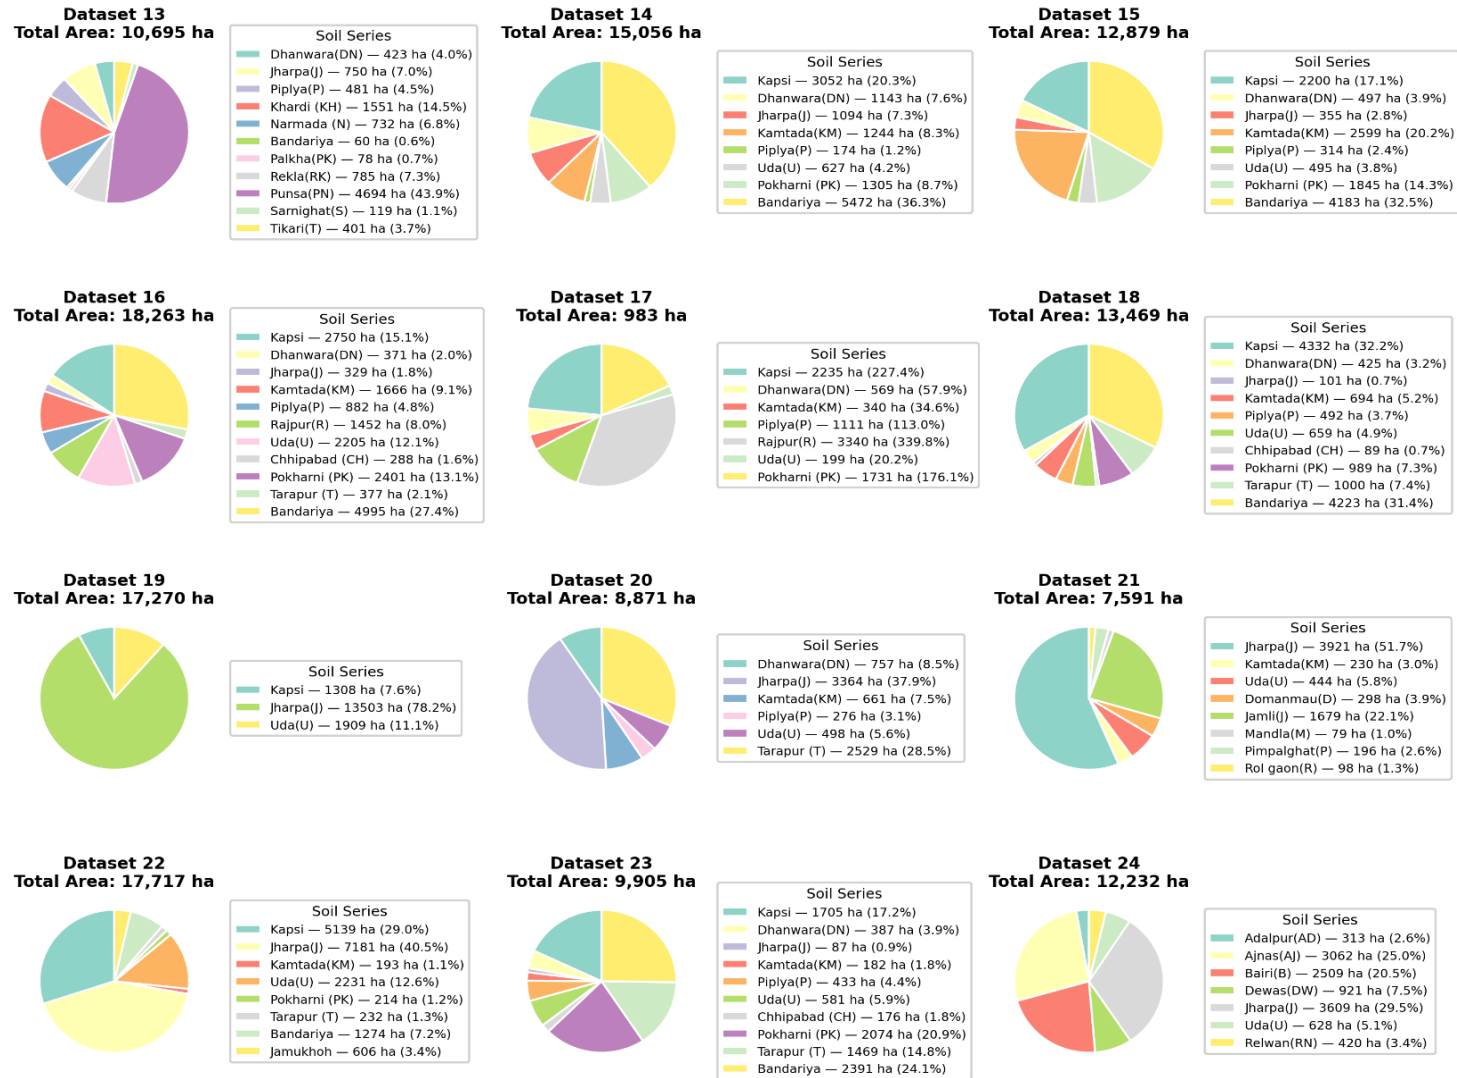 Dataset 13
Total Area: 10,695 ha
Soil Series
Dhanwara(DN) — 423 ha (4.0%)
Jharpa(J) — 750 ha (7.0%)
Piplya(P) — 481 ha (4.5%)
Khardi (KH) — 1551 ha (14.5%)
Narmada (N) — 732 ha (6.8%)
Bandariya — 60 ha (0.6%)
Palkha(PK) — 78 ha (0.7%)
Rekla(RK) — 785 ha (7.3%)
Punsa(PN) — 4694 ha (43.9%)
Sarnighat(S) — 119 ha (1.1%)
Tikari(T) — 401 ha (3.7%)
Dataset 14
Total Area: 15,056 ha
Soil Series
Kapsi — 3052 ha (20.3%)
Dhanwara(DN) — 1143 ha (7.6%)
Jharpa(J) — 1094 ha (7.3%)
Kamtada(KM) — 1244 ha (8.3%)
Piplya(P) — 174 ha (1.2%)
Uda(U) — 627 ha (4.2%)
Pokharni (PK) — 1305 ha (8.7%)
Bandariya — 5472 ha (36.3%)
Dataset 15
Total Area: 12,879 ha
Soil Series
Kapsi — 2200 ha (17.1%)
Dhanwara(DN) — 497 ha (3.9%)
Jharpa(J) — 355 ha (2.8%)
Kamtada(KM) — 2599 ha (20.2%)
Piplya(P) — 314 ha (2.4%)
Uda(U) — 495 ha (3.8%)
Pokharni (PK) — 1845 ha (14.3%)
Bandariya — 4183 ha (32.5%)
Dataset 16
Total Area: 18,263 ha
Soil Series
Kapsi — 2750 ha (15.1%)
Dhanwara(DN) — 371 ha (2.0%)
Jharpa(J) — 329 ha (1.8%)
Kamtada(KM) — 1666 ha (9.1%)
Piplya(P) — 882 ha (4.8%)
Rajpur(R) — 1452 ha (8.0%)
Uda(U) — 2205 ha (12.1%)
Chhipabad (CH) — 288 ha (1.6%)
Pokharni (PK) — 2401 ha (13.1%)
Tarapur (T) — 377 ha (2.1%)
Bandariya — 4995 ha (27.4%)
Dataset 17
Total Area: 983 ha
Soil Series
Kapsi — 2235 ha (227.4%)
Dhanwara(DN) — 569 ha (57.9%)
Kamtada(KM) — 340 ha (34.6%)
Piplya(P) — 1111 ha (113.0%)
Rajpur(R) — 3340 ha (339.8%)
Uda(U) — 199 ha (20.2%)
Pokharni (PK) — 1731 ha (176.1%)
Dataset 18
Total Area: 13,469 ha
Soil Series
Kapsi — 4332 ha (32.2%)
Dhanwara(DN) — 425 ha (3.2%)
Jharpa(J) — 101 ha (0.7%)
Kamtada(KM) — 694 ha (5.2%)
Piplya(P) — 492 ha (3.7%)
Uda(U) — 659 ha (4.9%)
Chhipabad (CH) — 89 ha (0.7%)
Pokharni (PK) — 989 ha (7.3%)
Tarapur (T) — 1000 ha (7.4%)
Bandariya — 4223 ha (31.4%)
Dataset 19
Total Area: 17,270 ha
Soil Series
Kapsi — 1308 ha (7.6%)
Jharpa(J) — 13503 ha (78.2%)
Uda(U) — 1909 ha (11.1%)
Dataset 20
Total Area: 8,871 ha
Soil Series
Dhanwara(DN) — 757 ha (8.5%)
Jharpa(J) — 3364 ha (37.9%)
Kamtada(KM) — 661 ha (7.5%)
Piplya(P) — 276 ha (3.1%)
Uda(U) — 498 ha (5.6%)
Tarapur (T) — 2529 ha (28.5%)
Dataset 21
Total Area: 7,591 ha
Soil Series
Jharpa(J) — 3921 ha (51.7%)
Kamtada(KM) — 230 ha (3.0%)
Uda(U) — 444 ha (5.8%)
Domanmau(D) — 298 ha (3.9%)
Jamli(J) — 1679 ha (22.1%)
Mandla(M) — 79 ha (1.0%)
Pimpalghat(P) — 196 ha (2.6%)
Rol gaon(R) — 98 ha (1.3%)
Dataset 22
Total Area: 17,717 ha
Soil Series
Kapsi — 5139 ha (29.0%)
Jharpa(J) — 7181 ha (40.5%)
Kamtada(KM) — 193 ha (1.1%)
Uda(U) — 2231 ha (12.6%)
Pokharni (PK) — 214 ha (1.2%)
Tarapur (T) — 232 ha (1.3%)
Bandariya — 1274 ha (7.2%)
Jamukhoh — 606 ha (3.4%)
Dataset 23
Total Area: 9,905 ha
Soil Series
Kapsi — 1705 ha (17.2%)
Dhanwara(DN) — 387 ha (3.9%)
Jharpa(J) — 87 ha (0.9%)
Kamtada(KM) — 182 ha (1.8%)
Piplya(P) — 433 ha (4.4%)
Uda(U) — 581 ha (5.9%)
Chhipabad (CH) — 176 ha (1.8%)
Pokharni (PK) — 2074 ha (20.9%)
Tarapur (T) — 1469 ha (14.8%)
Bandariya — 2391 ha (24.1%)
Dataset 24
Total Area: 12,232 ha
Soil Series
Adalpur(AD) — 313 ha (2.6%)
Ajnas(AJ) — 3062 ha (25.0%)
Bairi(B) — 2509 ha (20.5%)
Dewas(DW) — 921 ha (7.5%)
Jharpa(J) — 3609 ha (29.5%)
Uda(U) — 628 ha (5.1%)
Relwan(RN) — 420 ha (3.4%)